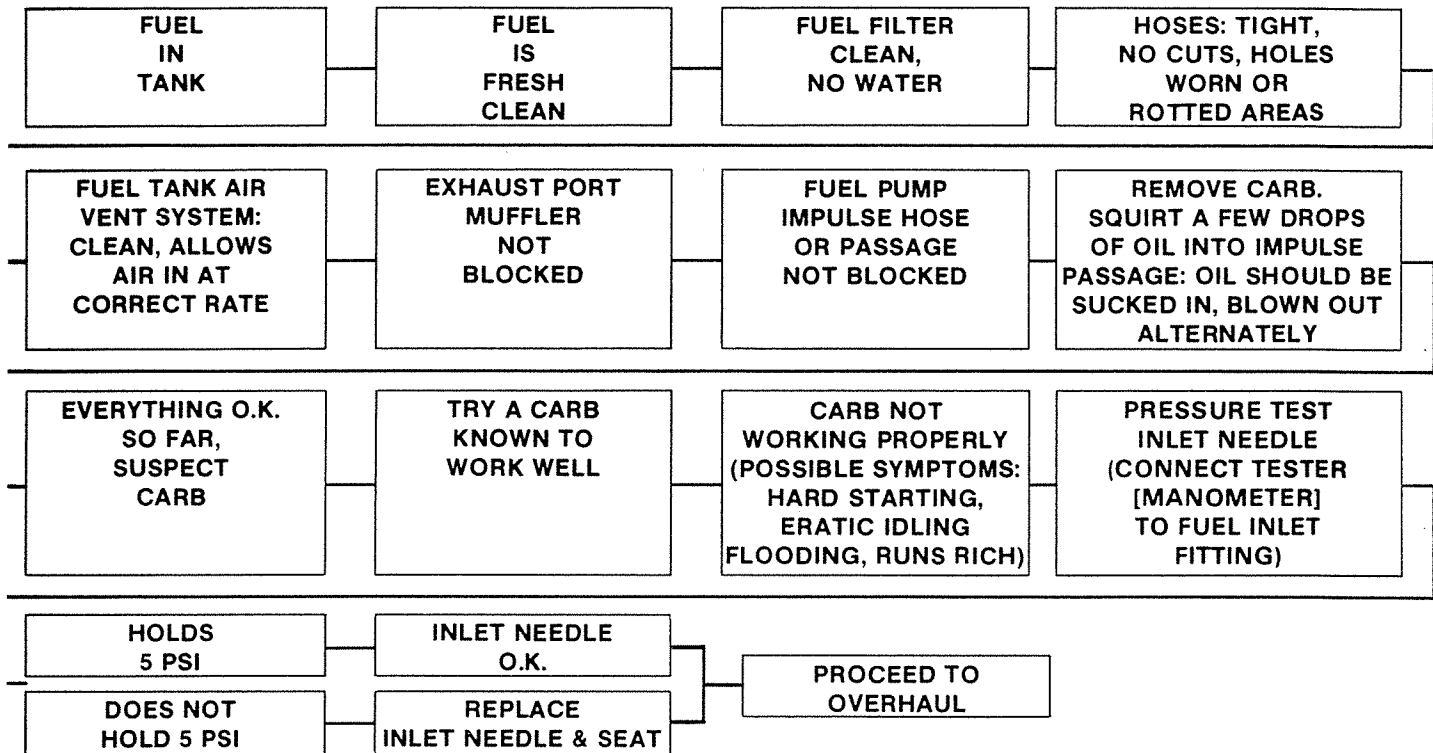 FUEL
IN
TANK
FUEL
IS
FRESH
CLEAN
FUEL FILTER
CLEAN,
NO WATER
HOSES: TIGHT,
NO CUTS, HOLES
WORN OR
ROTTED AREAS
FUEL TANK AIR
VENT SYSTEM:
CLEAN, ALLOWS
AIR IN AT
CORRECT RATE
EXHAUST PORT
MUFFLER
NOT
BLOCKED
FUEL PUMP
IMPULSE HOSE
OR PASSAGE
NOT BLOCKED
REMOVE CARB.
SQUIRT A FEW DROPS
OF OIL INTO IMPULSE
PASSAGE: OIL SHOULD BE
SUCKED IN, BLOWN OUT
ALTERNATELY
EVERYTHING O.K.
SO FAR,
SUSPECT
CARB
TRY A CARB
KNOWN TO
WORK WELL
CARB NOT
WORKING PROPERLY
(POSSIBLE SYMPTOMS:
HARD STARTING,
ERATIC IDLING
FLOODING, RUNS RICH)
PRESSURE TEST
INLET NEEDLE
(CONNECT TESTER
[MANOMETER]
TO FUEL INLET
FITTING)
HOLDS
5 PSI
INLET NEEDLE
O.K.
DOES NOT
HOLD 5 PSI
REPLACE
INLET NEEDLE & SEAT
PROCEED TO
OVERHAUL